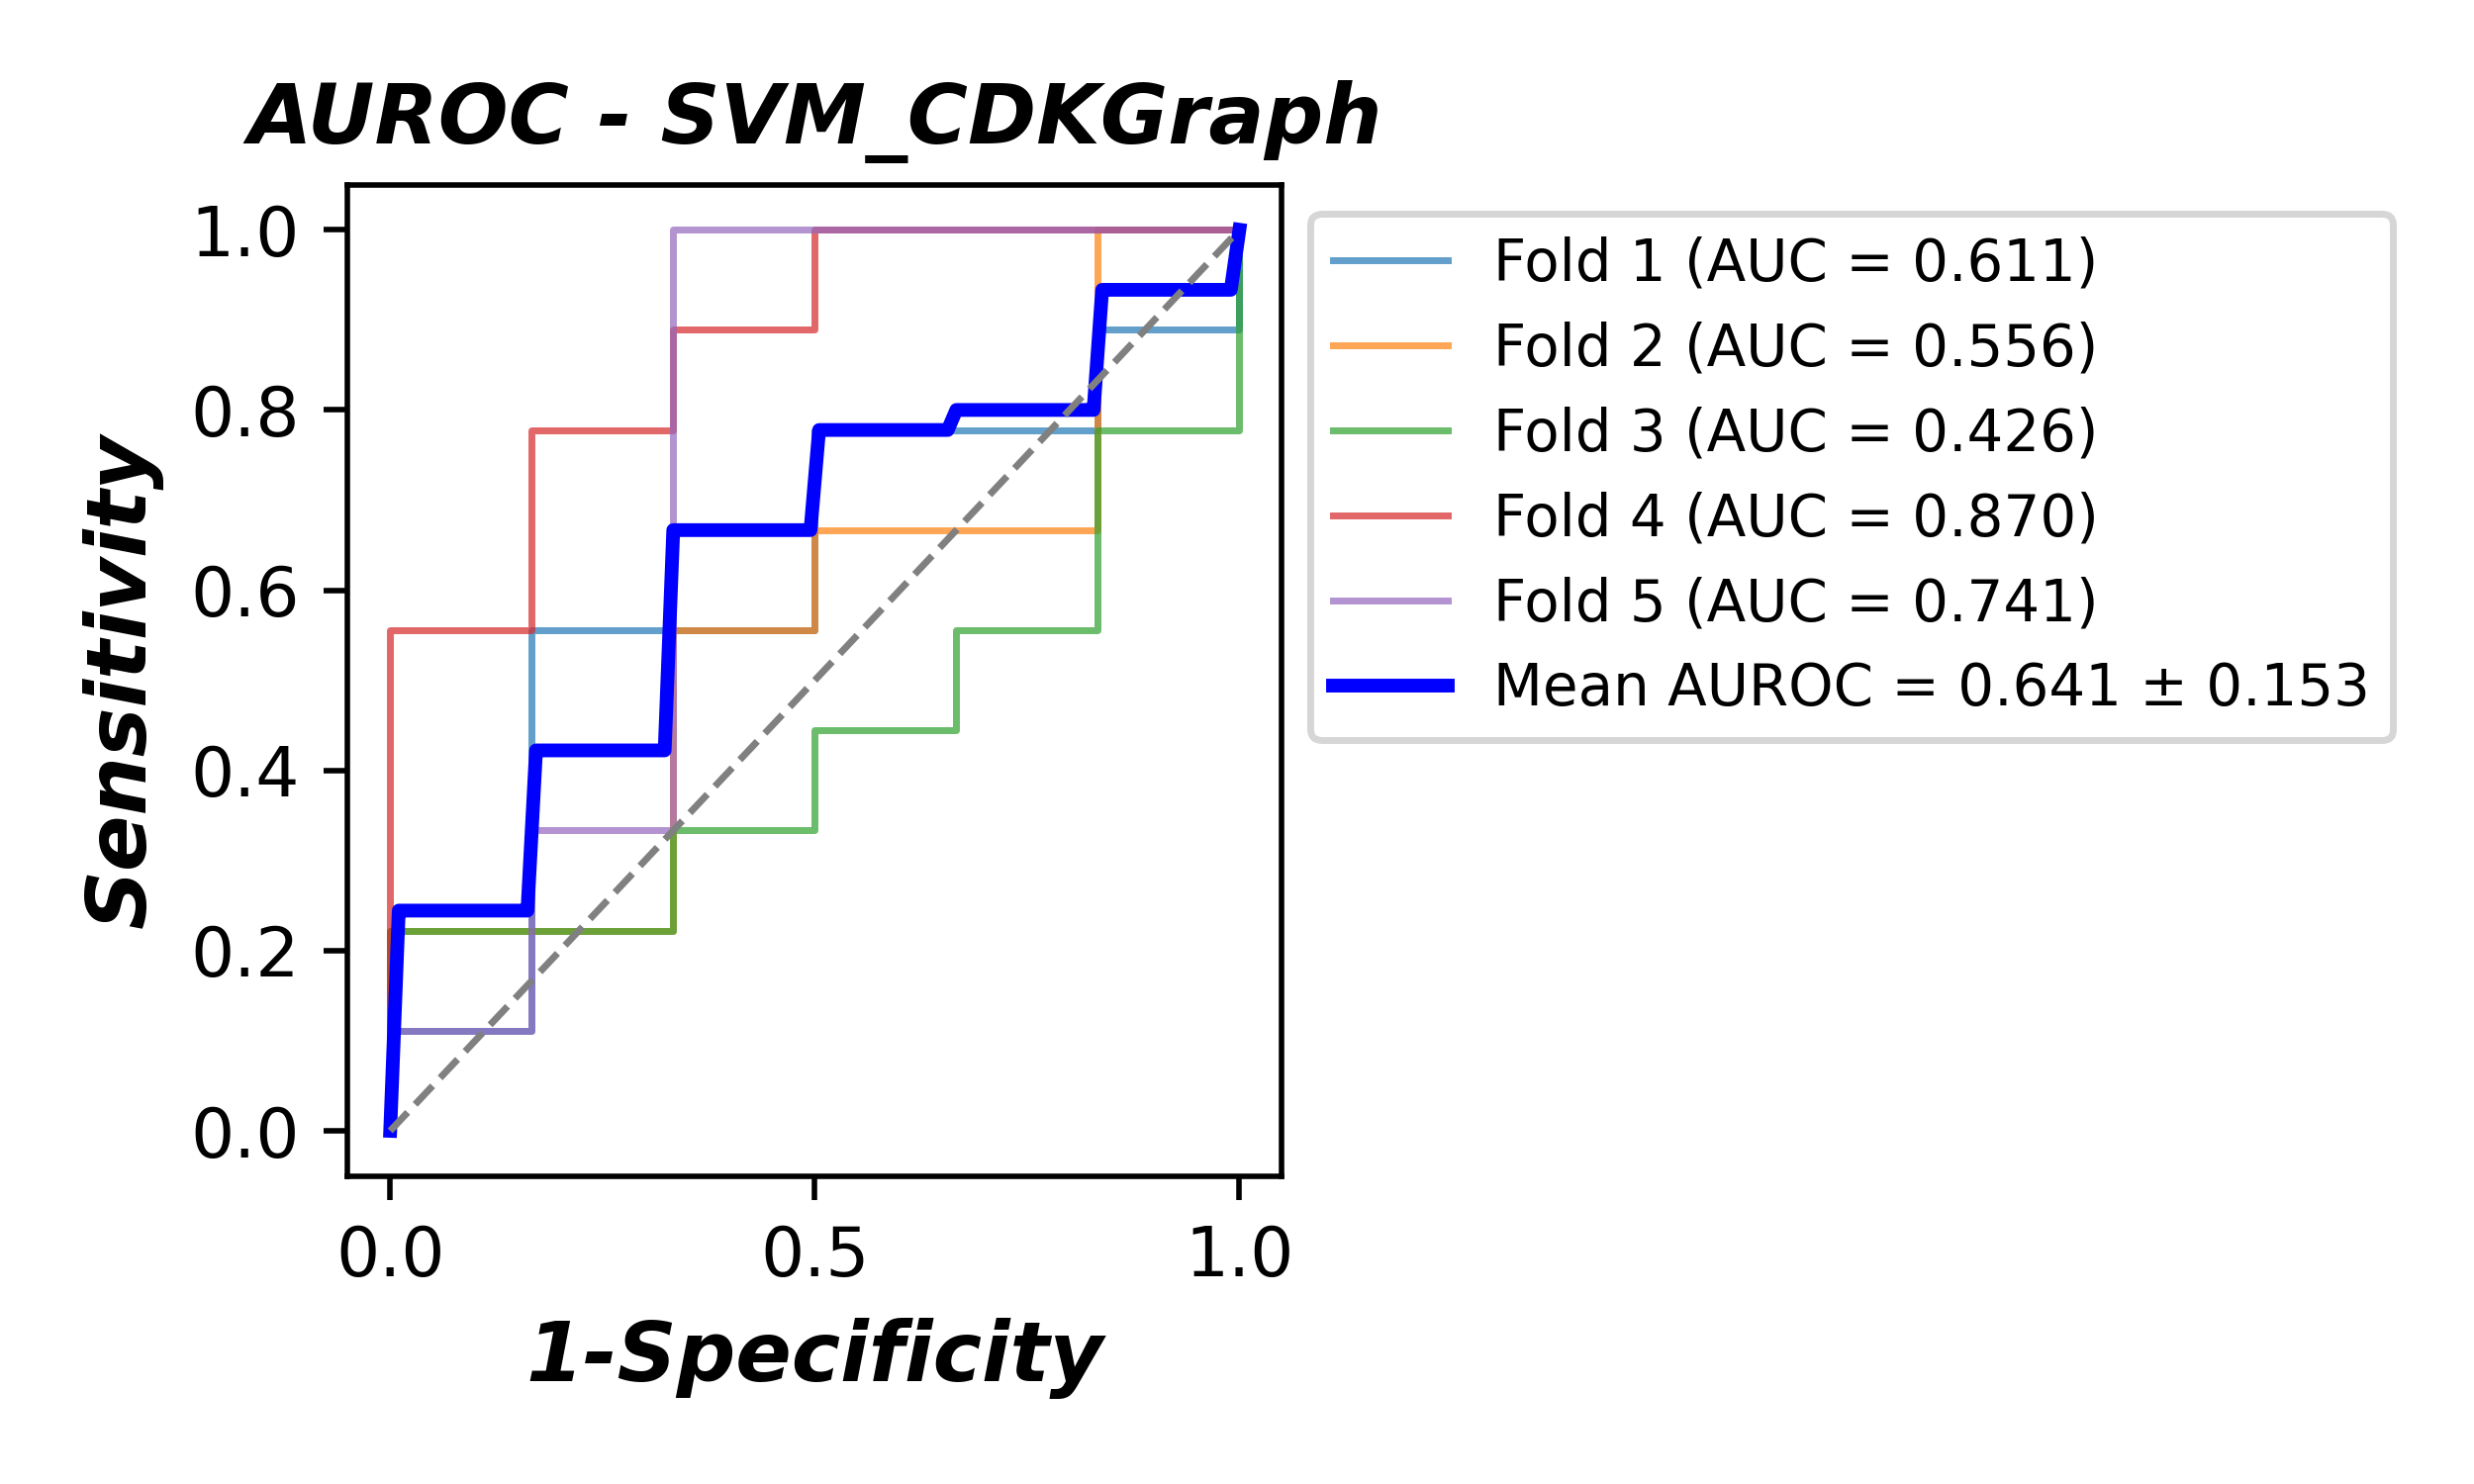 AUROC - SVM_CDKGraph
Sensitivity
1.0
0.8
0.6
0.4
0.2
0.0
0.0 0.5 1.0
1-Specificity
Fold 1 (AUC = 0.611)
Fold 2 (AUC = 0.556)
Fold 3 (AUC = 0.426)
Fold 4 (AUC = 0.870)
Fold 5 (AUC = 0.741)
Mean AUROC = 0.641 ± 0.153